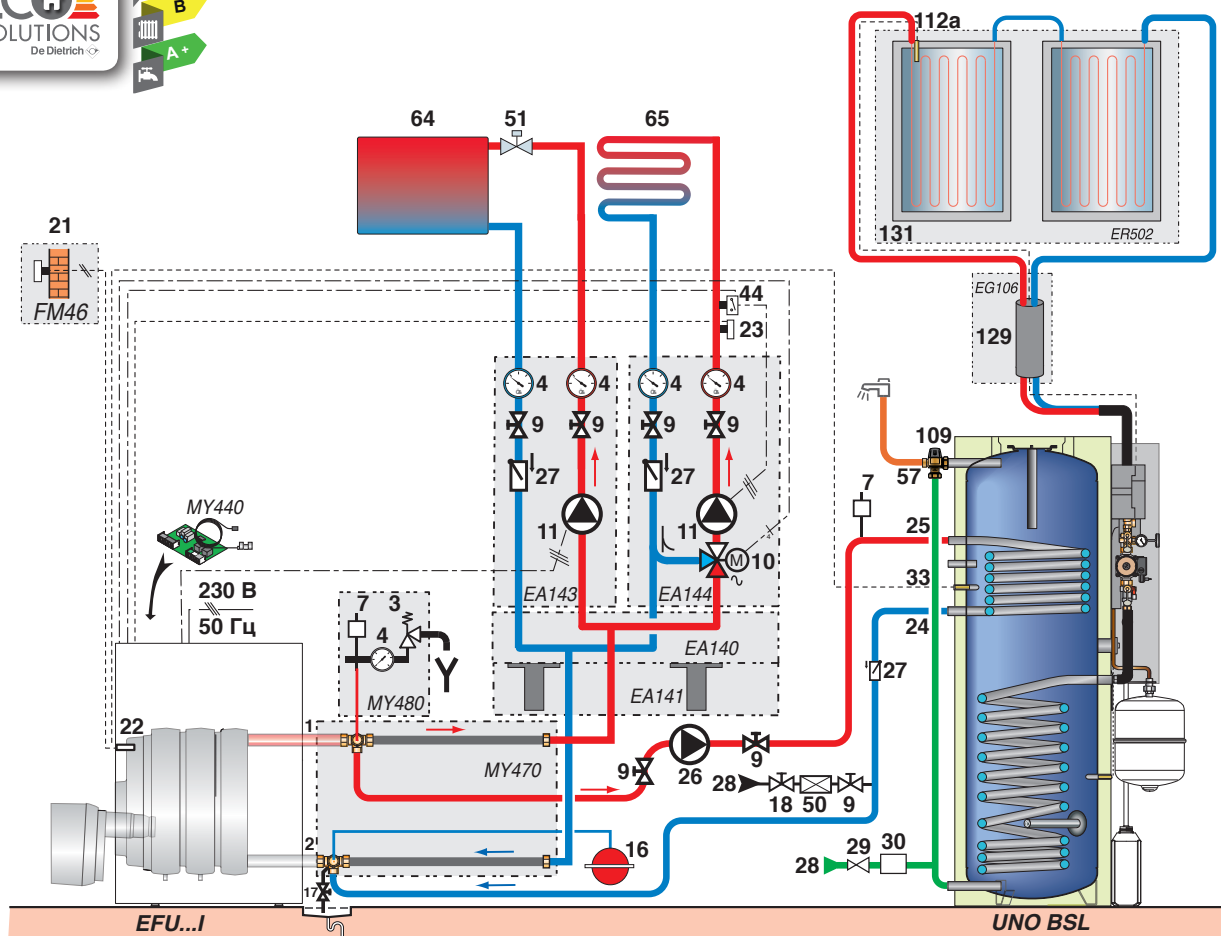 SOLUTIONS
De Dietrich
B
A+
112a
64
51
65
131
ER502
21
FM46
44
23
EG106
129
4
4
4
4
9
9
9
9
27
27
109
57
7
25
MY440
11
11
10
M
EA143
EA144
33
230 В
50 Гц
7
3
4
24
EA140
27
EA141
MY480
22
1
MY470
9
26
9
28
18
50
9
2
16
29
30
28
17
EFU...I
UNO BSL